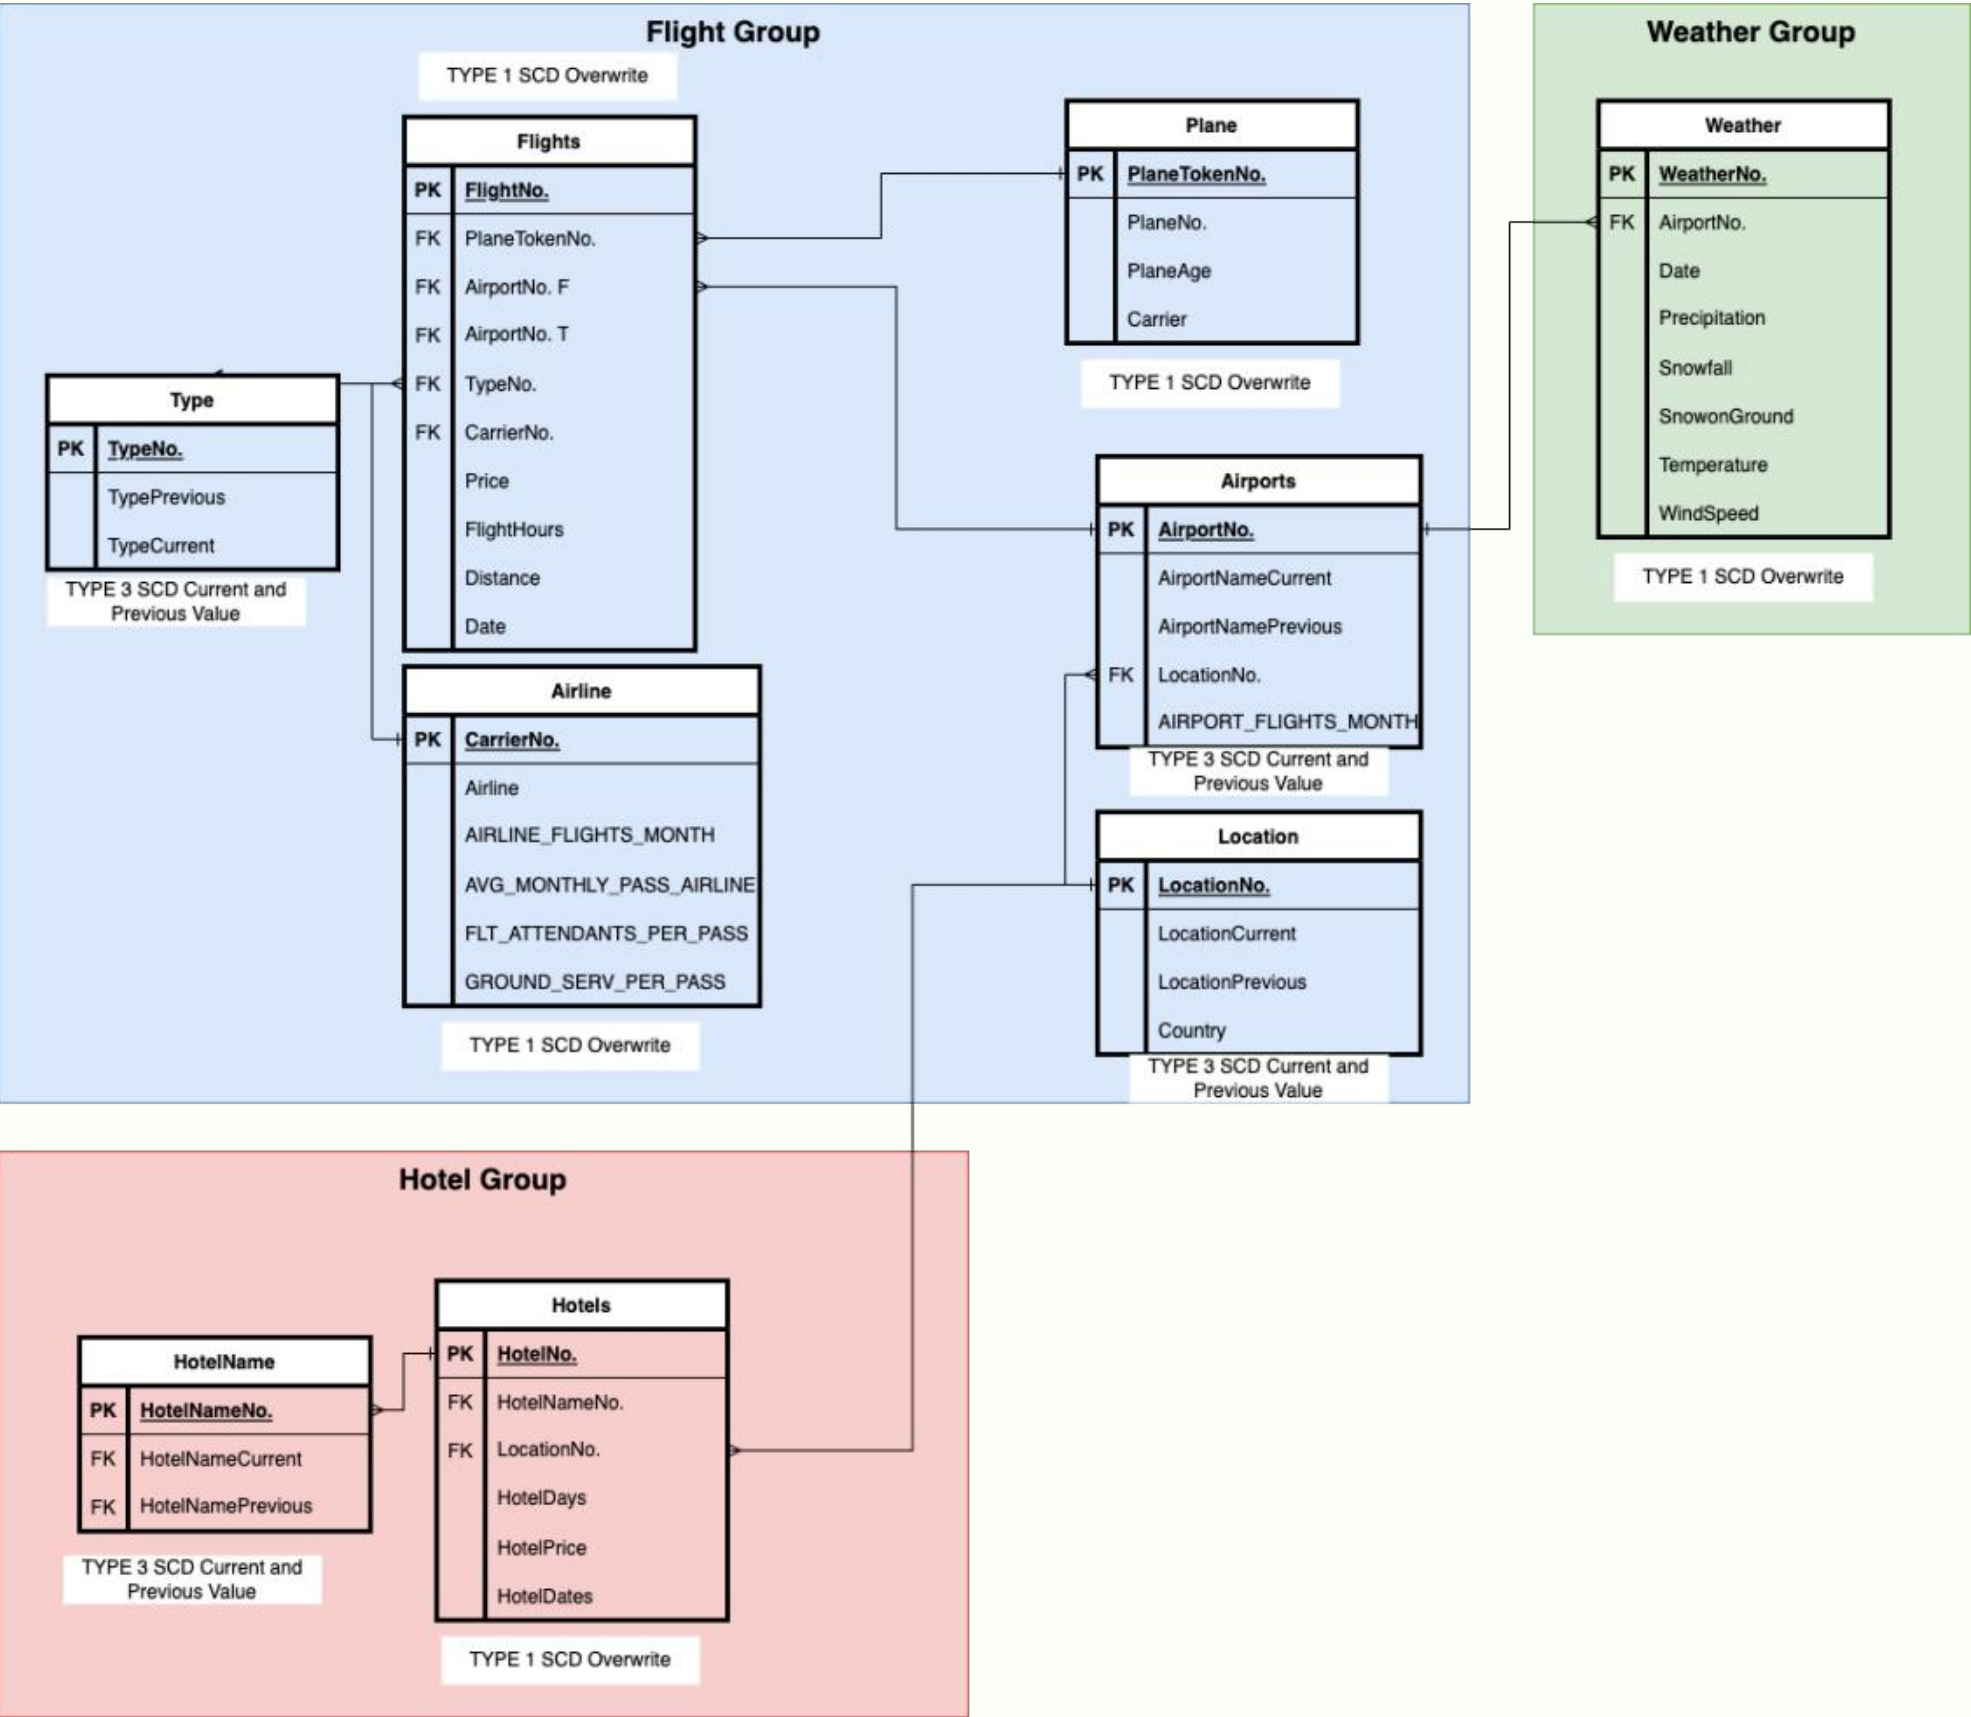 Flight Group
TYPE 1 SCD Overwrite
Flights
PK FlightNo.
FK PlaneTokenNo.
FK AirportNo. F
FK AirportNo. T
FK TypeNo.
FK CarrierNo.
Price
FlightHours
Distance
Date
Plane
PK PlaneTokenNo.
PlaneNo.
PlaneAge
Carrier
TYPE 1 SCD Overwrite
Type
PK TypeNo.
TypePrevious
TypeCurrent
TYPE 3 SCD Current and
Previous Value
Airports
PK AirportNo.
AirportNameCurrent
AirportNamePrevious
FK LocationNo.
AIRPORT_FLIGHTS_MONTH
TYPE 3 SCD Current and
Previous Value
Airline
PK CarrierNo.
Airline
AIRLINE_FLIGHTS_MONTH
AVG_MONTHLY_PASS_AIRLINE
FLT_ATTENDANTS_PER_PASS
GROUND_SERV_PER_PASS
TYPE 1 SCD Overwrite
Location
PK LocationNo.
LocationCurrent
LocationPrevious
Country
TYPE 3 SCD Current and
Previous Value
Weather Group
Weather
PK WeatherNo.
FK AirportNo.
Date
Precipitation
Snowfall
SnowonGround
Temperature
WindSpeed
TYPE 1 SCD Overwrite
Hotel Group
HotelName
PK HotelNameNo.
FK HotelNameCurrent
FK HotelNamePrevious
TYPE 3 SCD Current and
Previous Value
Hotels
PK HotelNo.
FK HotelNameNo.
FK LocationNo.
HotelDays
HotelPrice
HotelDates
TYPE 1 SCD Overwrite